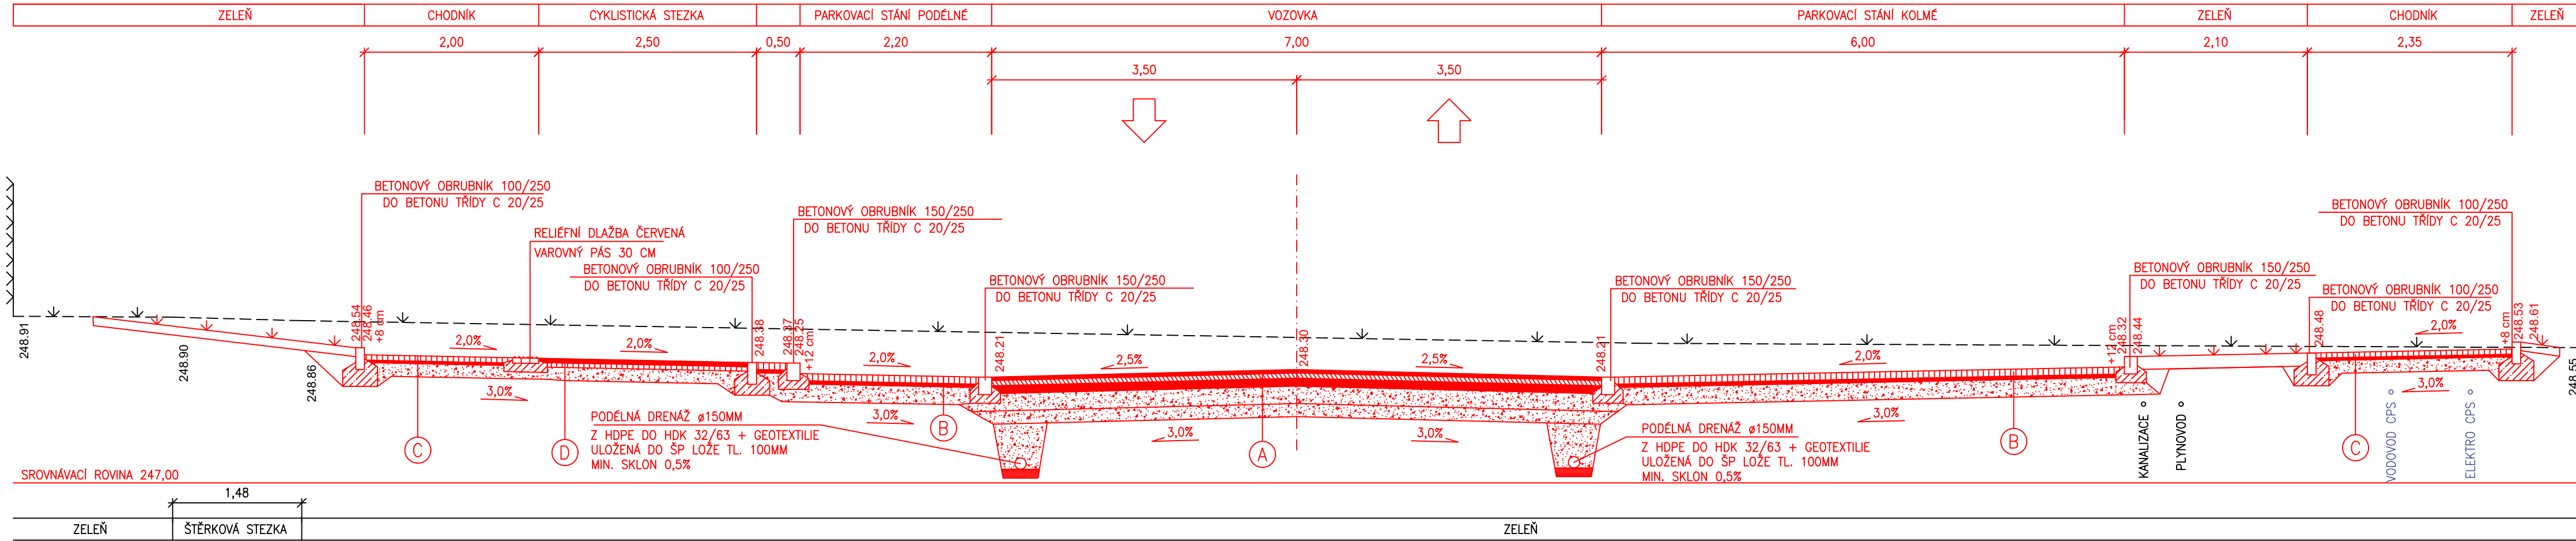 ZELEŇ CHODNÍK CYKLISTICKÁ STEZKA PARKOVACÍ STÁNÍ PODÉLNÉ VOZOVKA PARKOVACÍ STÁNÍ KOLMÉ ZELEŇ CHODNÍK ZELEŇ
2,00 2,50 0,50 2,20 7,00 6,00 2,10 2,35
3,50 3,50
BETONOVÝ OBRUBNÍK 100/250
DO BETONU TŘÍDY C 20/25
RELIÉFNÍ DLAŽBA ČERVENÁ
VAROVNÝ PÁS 30 CM
BETONOVÝ OBRUBNÍK 100/250
DO BETONU TŘÍDY C 20/25
BETONOVÝ OBRUBNÍK 150/250
DO BETONU TŘÍDY C 20/25
BETONOVÝ OBRUBNÍK 150/250
DO BETONU TŘÍDY C 20/25
BETONOVÝ OBRUBNÍK 150/250
DO BETONU TŘÍDY C 20/25
BETONOVÝ OBRUBNÍK 150/250
DO BETONU TŘÍDY C 20/25
BETONOVÝ OBRUBNÍK 100/250
DO BETONU TŘÍDY C 20/25
BETONOVÝ OBRUBNÍK 100/250
DO BETONU TŘÍDY C 20/25
248.91
248.90
248.86
248.54
248.46
+8 cm
248.38
248.37
248.25
+12 cm
248.21
248.30
248.21
+12 cm
248.32
248.44
248.48
+8 cm
248.53
248.61
248.55
2,0% 2,0% 2,0% 2,5% 2,5% 2,0% 2,0%
3,0% 3,0% 3,0% 3,0% 3,0% 3,0%
C D B A B C
PODÉLNÁ DRENÁŽ ø150MM
Z HDPE DO HDK 32/63 + GEOTEXTILIE
ULOŽENÁ DO ŠP LOŽE TL. 100MM
MIN. SKLON 0,5%
PODÉLNÁ DRENÁŽ ø150MM
Z HDPE DO HDK 32/63 + GEOTEXTILIE
ULOŽENÁ DO ŠP LOŽE TL. 100MM
MIN. SKLON 0,5%
KANALIZACE
PLYNOVOD
VODOVOD CPS
ELEKTRO CPS
SROVNÁVACÍ ROVINA 247,00
1,48
ZELEŇ ŠTĚRKOVÁ STEZKA ZELEŇ